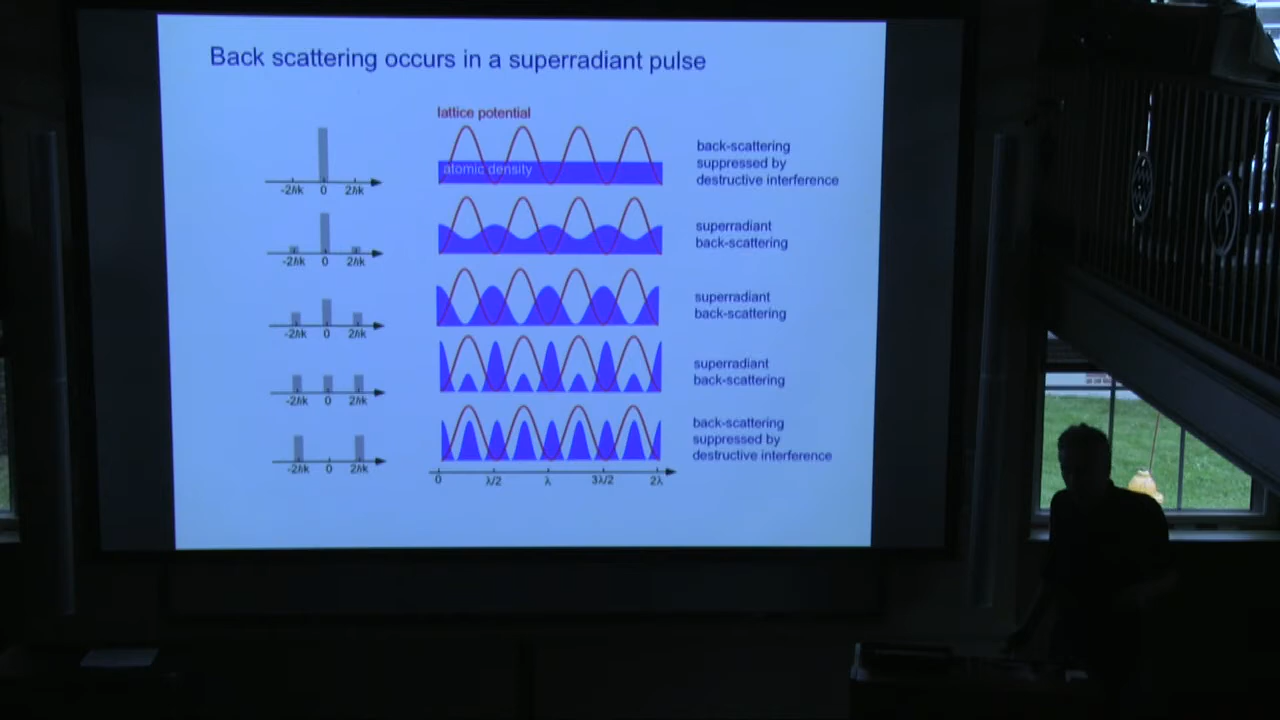 Back scattering occurs in a superradiant pulse
lattice potential
atomic density
-2ℏk 0 2ℏk
back-scattering
suppressed by
destructive interference
-2ℏk 0 2ℏk
superradiant
back-scattering
-2ℏk 0 2ℏk
superradiant
back-scattering
-2ℏk 0 2ℏk
superradiant
back-scattering
-2ℏk 0 2ℏk
back-scattering
suppressed by
destructive interference
0 λ/2 λ 3λ/2 2λ